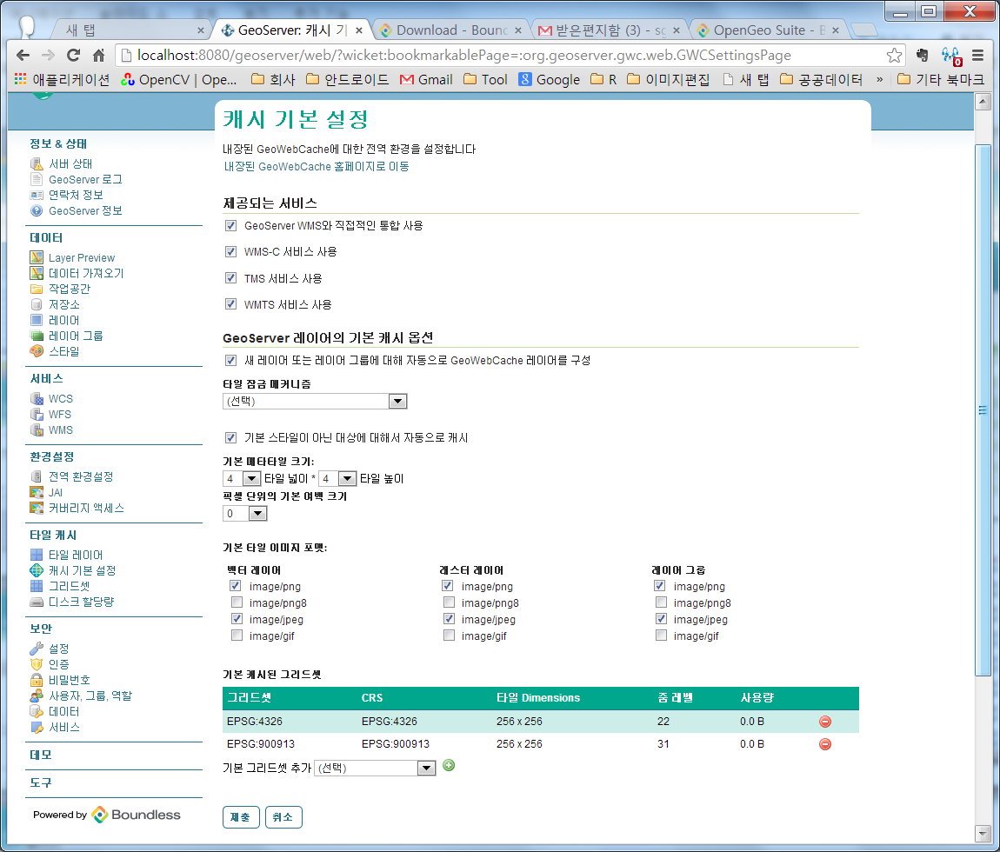 새 탭
GeoServer: 캐시 기
Download - Bounc
받은편지함 (3) - sc
OpenGeo Suite - B
localhost:8080/geoserver/web/?wicket:bookmarkablePage=:org.geoserver.gwc.web.GWCSettingsPage
0
애플리케이션 OpenCV | Ope... 회사 안드로이드 Gmail Tool Google R 이미지편집 새 탭 공공데이터 » 기타 북마크
정보 & 상태
서버 상태
GeoServer 로그
연락처 정보
GeoServer 정보
데이터
Layer Preview
데이터 가져오기
작업공간
저장소
레이어
레이어 그룹
스타일
서비스
WCS
WFS
WMS
환경설정
전역 환경설정
JAI
커버리지 액세스
타일 캐시
타일 레이어
캐시 기본 설정
그리드셋
디스크 할당량
보안
설정
인증
비밀번호
사용자, 그룹, 역할
데이터
서비스
데모
도구
Powered by Boundless
캐시 기본 설정
내장된 GeoWebCache에 대한 전역 환경을 설정합니다
내장된 GeoWebCache 홈페이지로 이동
제공되는 서비스
GeoServer WMS와 직접적인 통합 사용
WMS-C 서비스 사용
TMS 서비스 사용
WMTS 서비스 사용
GeoServer 레이어의 기본 캐시 옵션
새 레이어 또는 레이어 그룹에 대해 자동으로 GeoWebCache 레이어를 구성
타일 잠금 메커니즘
(선택)
기본 스타일이 아닌 대상에 대해서 자동으로 캐시
기본 메타타일 크기:
4 타일 넓이 * 4 타일 높이
픽셀 단위의 기본 여백 크기
0
기본 타일 이미지 포맷:
벡터 레이어 레스터 레이어 레이어 그룹
image/png image/png image/png
image/png8 image/png8 image/png8
image/jpeg image/jpeg image/jpeg
image/gif image/gif image/gif
기본 캐시된 그리드셋
그리드셋 CRS 타일 Dimensions 줌 레벨 사용량
EPSG:4326 EPSG:4326 256 x 256 22 0.0 B
EPSG:900913 EPSG:900913 256 x 256 31 0.0 B
기본 그리드셋 추가 (선택)
제출 취소